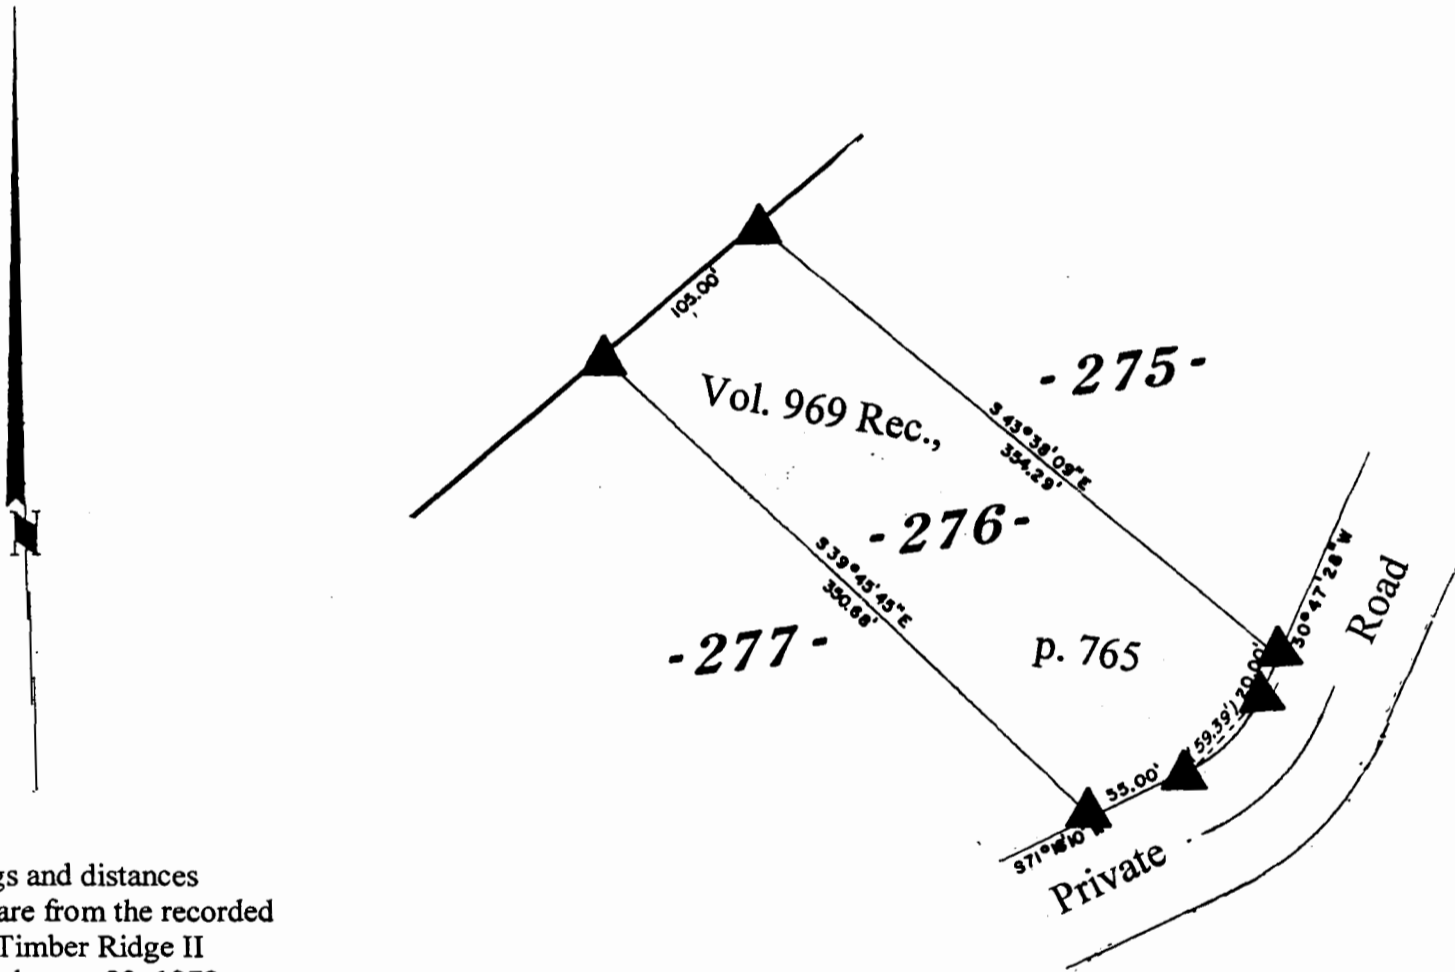 105.00'
-275-
Vol. 969 Rec.,
S 43°38'09"E
354.29'
-276-
S 39°45'45"E
350.68'
30°47'28"W
Road
-277-
p. 765
20.00'
(59.39')
55.00'
Private
N
gs and distances
are from the recorded
Timber Ridge II